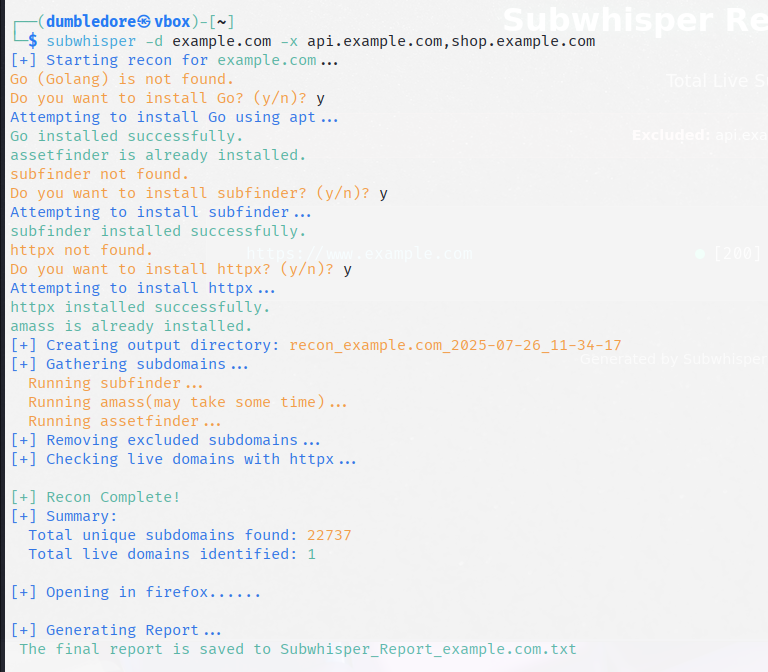 ┌──(dumbledore㉿vbox)-[~]
└─$ subwhisper -d example.com -x api.example.com,shop.example.com
[+] Starting recon for example.com...
Go (Golang) is not found.
Do you want to install Go? (y/n)? y
Attempting to install Go using apt...
Go installed successfully.
assetfinder is already installed.
subfinder not found.
Do you want to install subfinder? (y/n)? y
Attempting to install subfinder...
subfinder installed successfully.
httpx not found.
Do you want to install httpx? (y/n)? y
Attempting to install httpx...
httpx installed successfully.
amass is already installed.
[+] Creating output directory: recon_example.com_2025-07-26_11-34-17
[+] Gathering subdomains...
Running subfinder...
Running amass(may take some time)...
Running assetfinder...
[+] Removing excluded subdomains...
[+] Checking live domains with httpx...
[+] Recon Complete!
[+] Summary:
Total unique subdomains found: 22737
Total live domains identified: 1
[+] Opening in firefox......
[+] Generating Report...
The final report is saved to Subwhisper_Report_example.com.txt
Subwhisper Re
Total Live S
Excluded: api.exa
https://www.example.com
[200]
Generated by Subwhisper